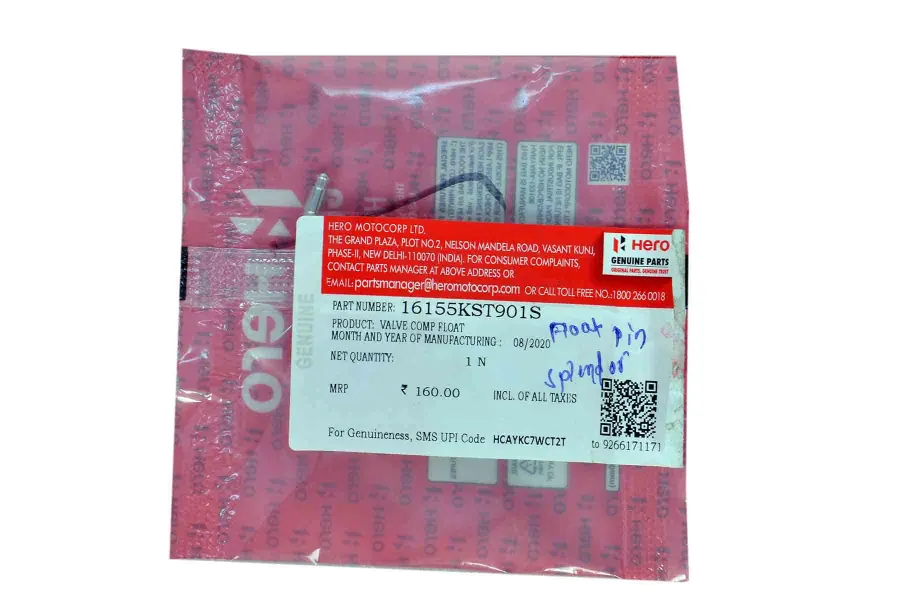 HERO MOTOCORP LTD.
THE GRAND PLAZA, PLOT NO.2, NELSON MANDELA ROAD, VASANT KUNJ,
PHASE-II, NEW DELHI-110070 (INDIA). FOR CONSUMER COMPLAINTS,
CONTACT PARTS MANAGER AT ABOVE ADDRESS OR
EMAIL: partsmanager@heromotocorp.com OR CALL TOLL FREE NO.:1800 266 0018
Hero
GENUINE PARTS
ORIGINAL PARTS, GENUINE TRUST
PART NUMBER: 16155KST901S
PRODUCT: VALVE COMP FLOAT
MONTH AND YEAR OF MANUFACTURING : 08/2020
Float pin
splendor
NET QUANTITY: 1 N
MRP ₹ 160.00 INCL. OF ALL TAXES
For Genuineness, SMS UPI Code HCAYKC7WCT2T to 9266171171
Hero
GENUINE